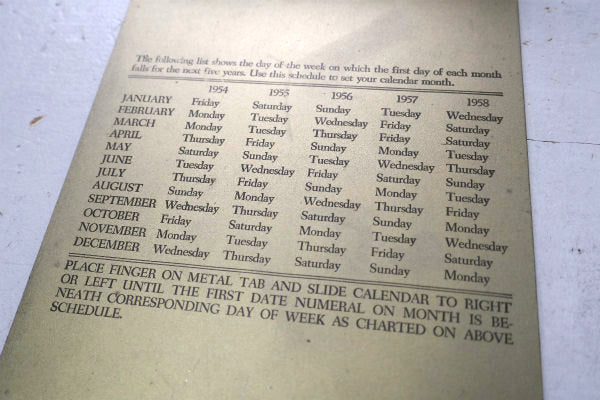 The following list shows the day of the week on which the first day of each month
falls for the next five years. Use this schedule to set your calendar month.
1954 1955 1956 1957 1958
JANUARY Friday Saturday Sunday Tuesday Wednesday
FEBRUARY Monday Tuesday Wednesday Friday Saturday
MARCH Monday Tuesday Thursday Friday Saturday
APRIL Thursday Friday Sunday Monday Tuesday
MAY Saturday Sunday Tuesday Wednesday Thursday
JUNE Tuesday Wednesday Friday Saturday Sunday
JULY Thursday Friday Sunday Monday Tuesday
AUGUST Sunday Monday Wednesday Thursday Friday
SEPTEMBER Wednesday Thursday Saturday Sunday Monday
OCTOBER Friday Saturday Monday Tuesday Wednesday
NOVEMBER Monday Tuesday Thursday Friday Saturday
DECEMBER Wednesday Thursday Saturday Sunday Monday
PLACE FINGER ON METAL TAB AND SLIDE CALENDAR TO RIGHT
OR LEFT UNTIL THE FIRST DATE NUMERAL ON MONTH IS BE-
NEATH CORRESPONDING DAY OF WEEK AS CHARTED ON ABOVE
SCHEDULE.